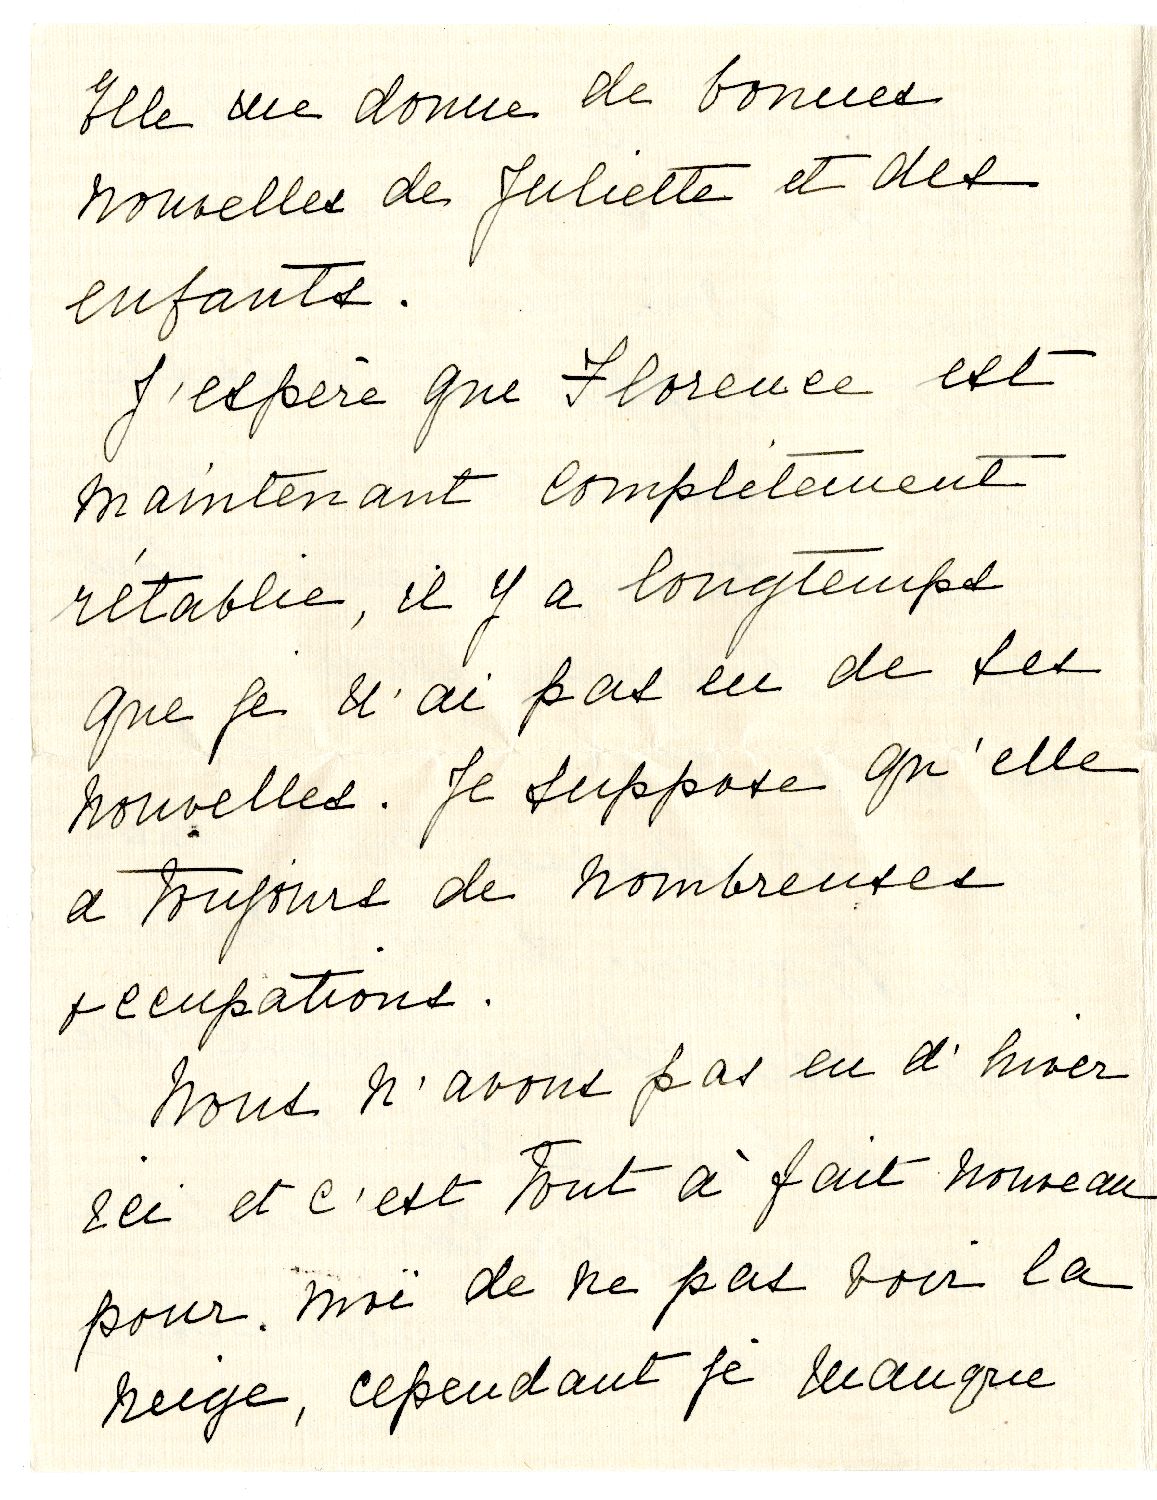 Elle me donne de bonnes
nouvelles de Juliette et des
enfants.
J'espère que Florence est
maintenant complètement
rétablie, il y a longtemps
que je n'ai pas eu de ses
nouvelles. Je suppose qu'elle
a toujours de nombreuses
occupations.
Nous n'avons pas eu d'hiver
ici et c'est tout à fait nouveau
pour moi de ne pas voir la
neige, cependant je manque